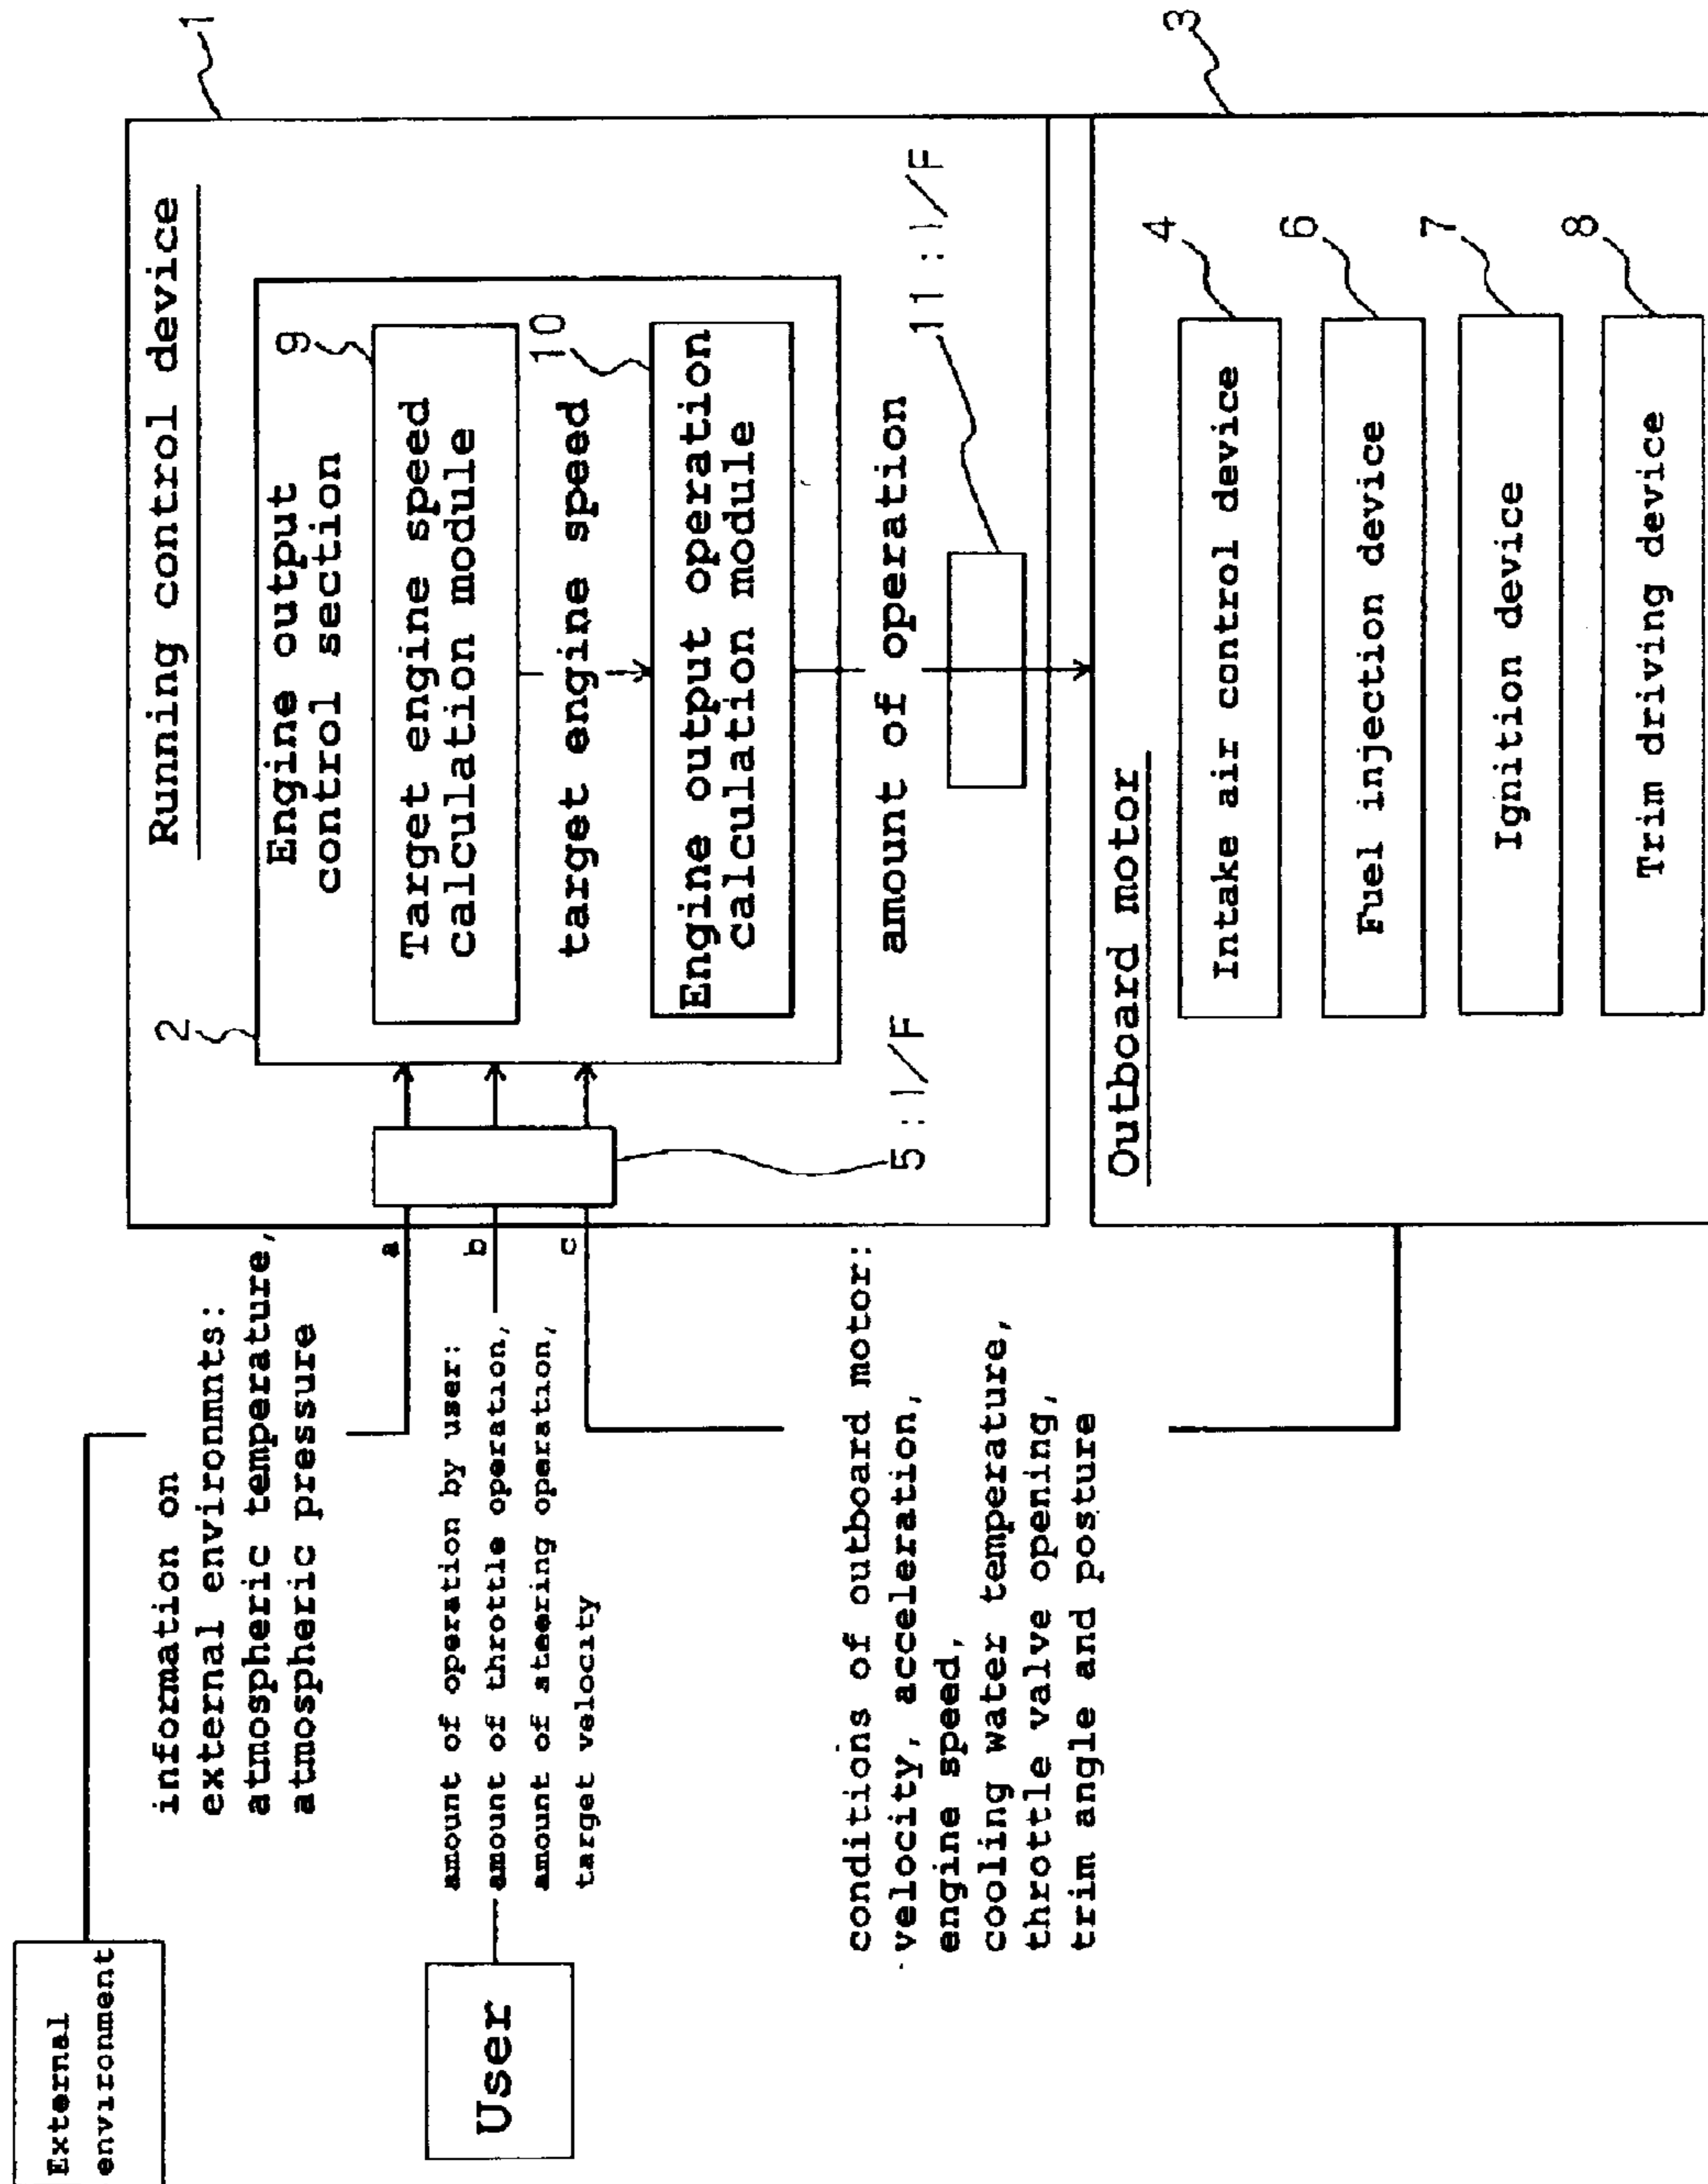 External
environment
information on
external environmnts:
atmospheric temperature,
atmospheric pressure
User
amount of operation by user:
amount of throttle operation,
amount of steering operation,
target velocity
conditions of outboard motor:
velocity, acceleration,
engine speed,
cooling water temperature,
throttle valve opening,
trim angle and posture
a
b
c
1
Running control device
2
Engine output
control section
9
Target engine speed
calculation module
target engine speed
10
Engine output operation
calculation module
amount of operation
5:I/F
11:I/F
3
Outboard motor
4
Intake air control device
6
Fuel injection device
7
Ignition device
8
Trim driving device